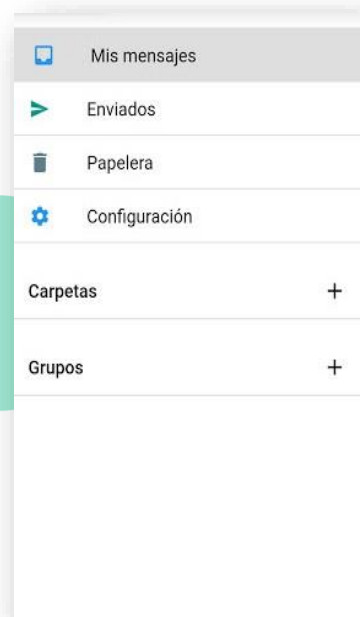 Mis mensajes
Enviados
Papelera
Configuración
Carpetas +
Grupos +